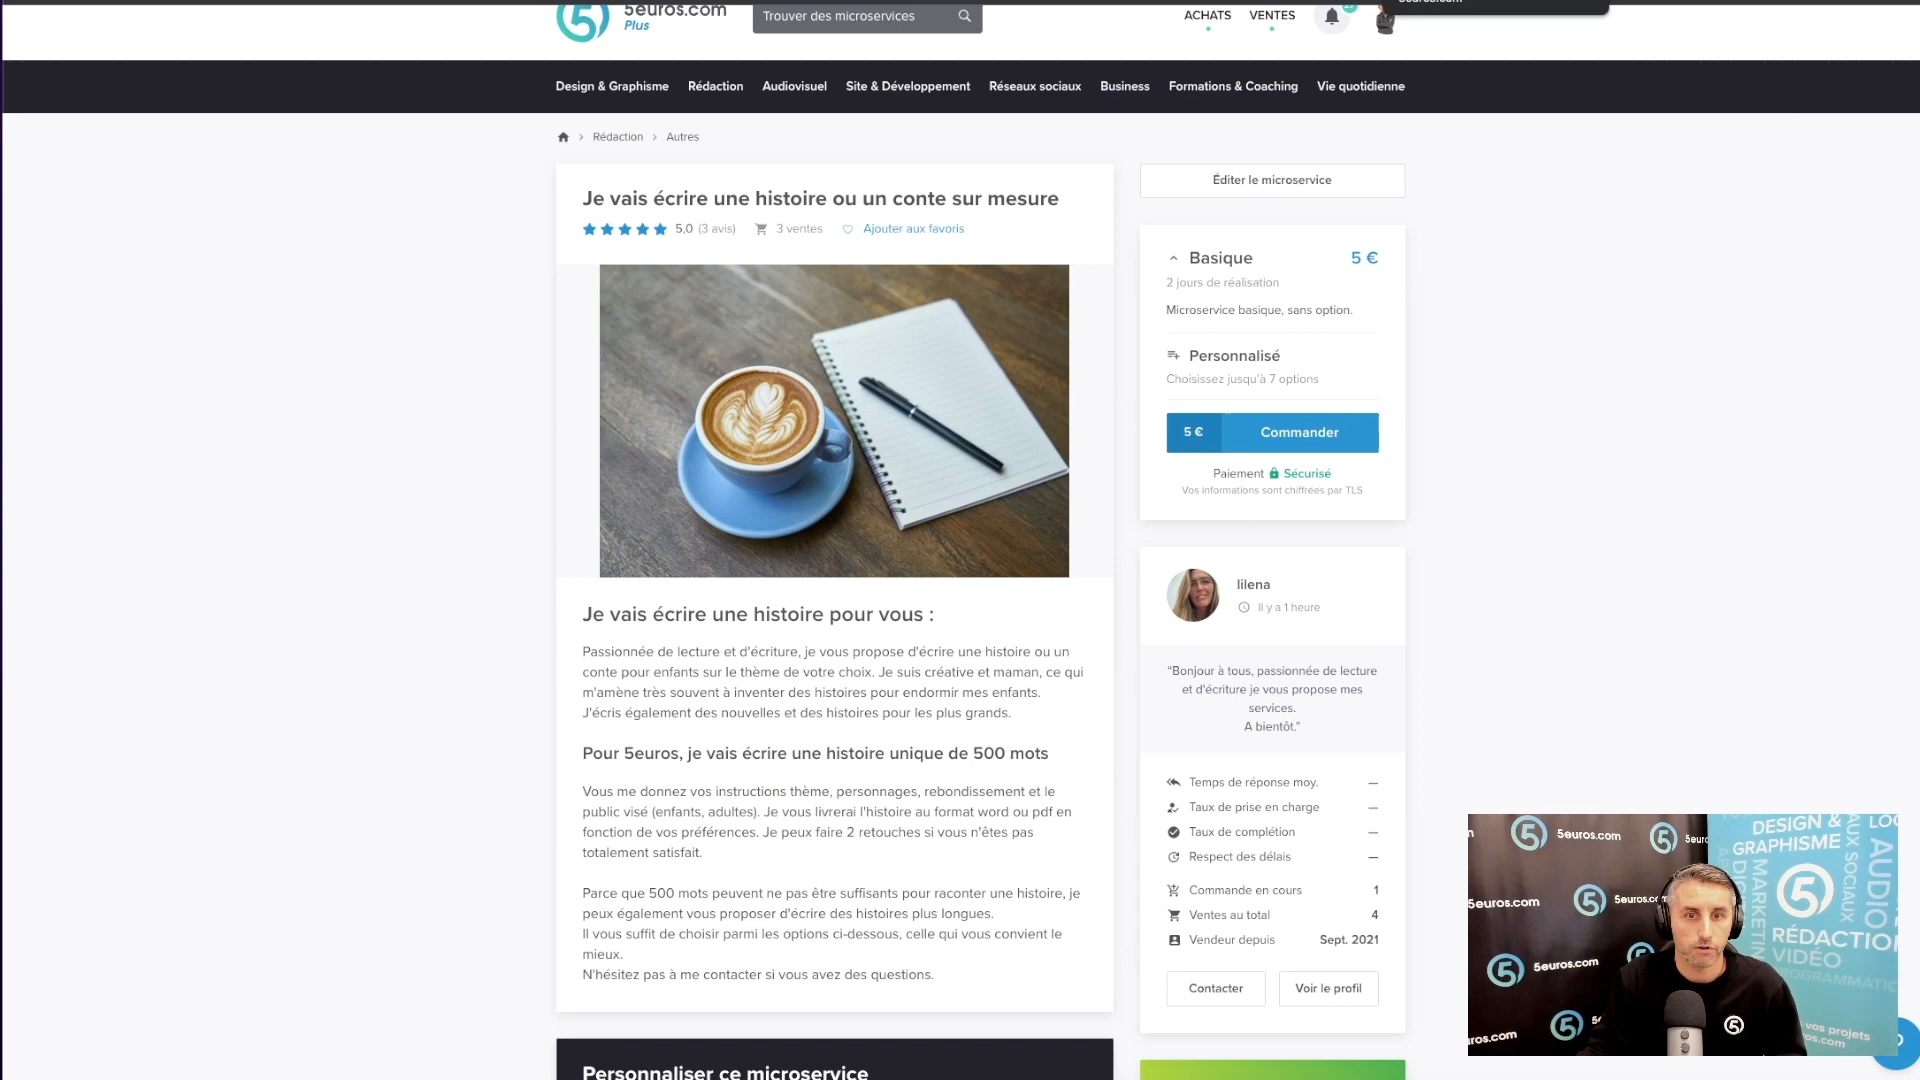 5euros.com
Plus
Trouver des microservices
ACHATS
VENTES
Design & Graphisme
Rédaction
Audiovisuel
Site & Développement
Réseaux sociaux
Business
Formations & Coaching
Vie quotidienne
Rédaction
Autres
Je vais écrire une histoire ou un conte sur mesure
5,0 (3 avis)
3 ventes
Ajouter aux favoris
Je vais écrire une histoire pour vous :
Passionnée de lecture et d'écriture, je vous propose d'écrire une histoire ou un
conte pour enfants sur le thème de votre choix. Je suis créative et maman, ce qui
m'amène très souvent à inventer des histoires pour endormir mes enfants.
J'écris également des nouvelles et des histoires pour les plus grands.
Pour 5euros, je vais écrire une histoire unique de 500 mots
Vous me donnez vos instructions thème, personnages, rebondissement et le
public visé (enfants, adultes). Je vous livrerai l'histoire au format word ou pdf en
fonction de vos préférences. Je peux faire 2 retouches si vous n'êtes pas
totalement satisfait.
Parce que 500 mots peuvent ne pas être suffisants pour raconter une histoire, je
peux également vous proposer d'écrire des histoires plus longues.
Il vous suffit de choisir parmi les options ci-dessous, celle qui vous convient le
mieux.
N'hésitez pas à me contacter si vous avez des questions.
Personnaliser ce microservice
Éditer le microservice
Basique 5 €
2 jours de réalisation
Microservice basique, sans option.
Personnalisé
Choisissez jusqu'à 7 options
5 € Commander
Paiement Sécurisé
Vos informations sont chiffrées par TLS
lilena
Il y a 1 heure
“Bonjour à tous, passionnée de lecture
et d'écriture je vous propose mes
services.
A bientôt.”
Temps de réponse moy. —
Taux de prise en charge —
Taux de complétion —
Respect des délais —
Commande en cours 1
Ventes au total 4
Vendeur depuis Sept. 2021
Contacter
Voir le profil
5euros.com
5euros.com
5euros.com
DESIGN &
GRAPHISME
AUDIO
MARKETING
RÉDACTION
VIDÉO
vos projets